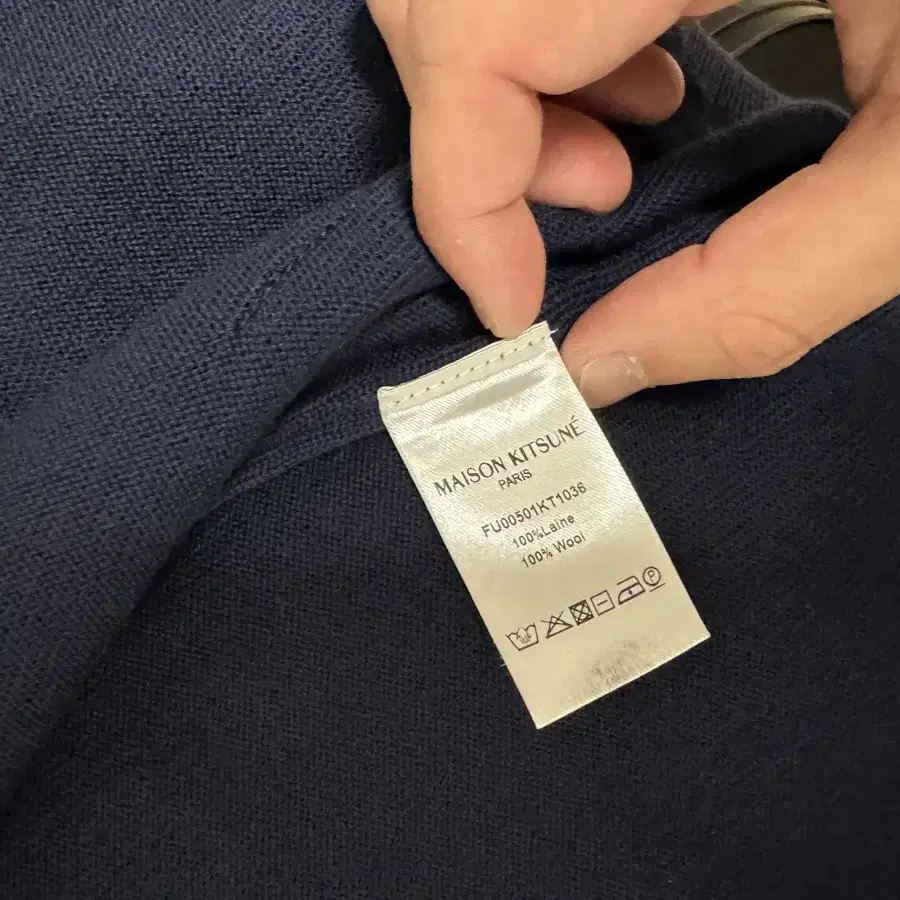 MAISON KITSUNÉ
PARIS
FU00501KT1036
100%Laine
100% Wool
P